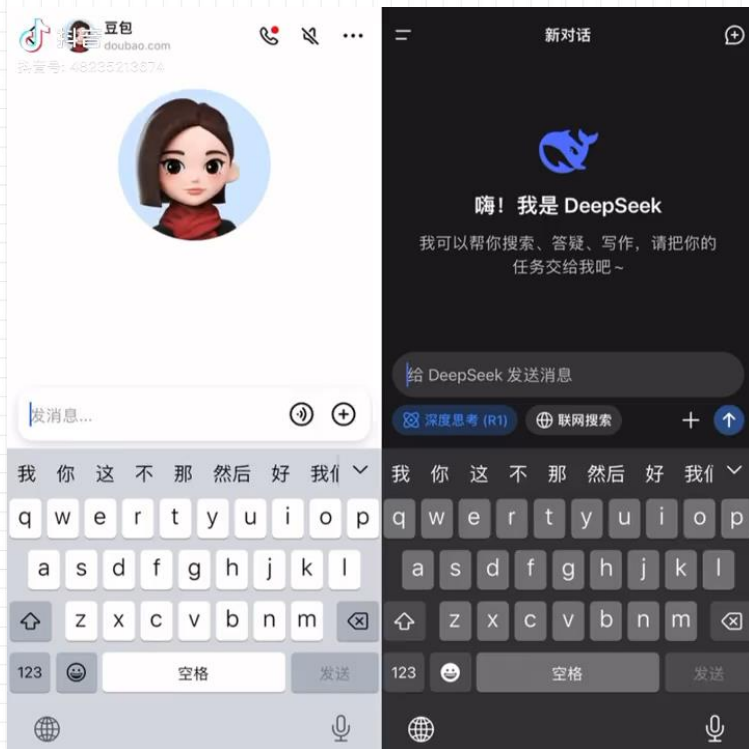 豆包
doubao.com
抖音
抖音号: 48235213574
发消息...
我 你 这 不 那 然后 好 我们
q w e r t y u i o p
a s d f g h j k l
z x c v b n m
123 空格 发送
新对话
嗨！我是 DeepSeek
我可以帮你搜索、答疑、写作，请把你的
任务交给我吧~
给 DeepSeek 发送消息
深度思考 (R1) 联网搜索
我 你 这 不 那 然后 好 我们
q w e r t y u i o p
a s d f g h j k l
z x c v b n m
123 空格 发送